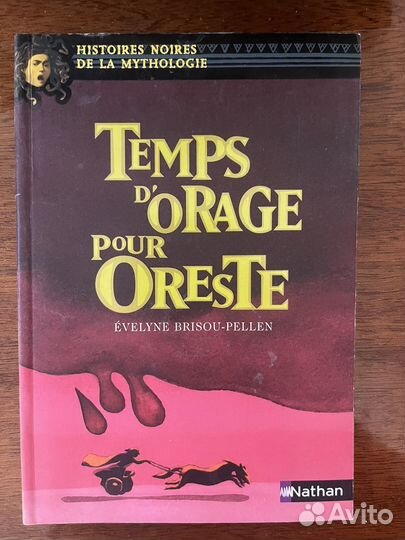 HISTOIRES NOIRES
DE LA MYTHOLOGIE
TEMPS
D'ORAGE
POUR
ORESTE
ÉVELYNE BRISOU-PELLEN
Nathan
Avito